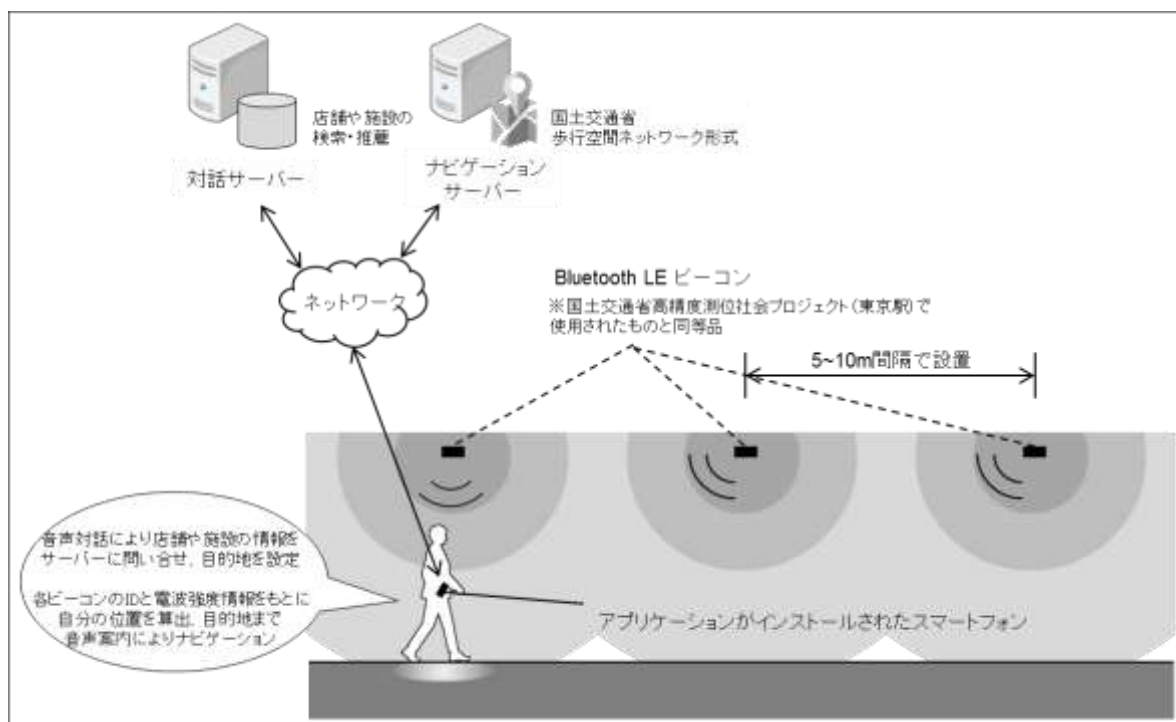 店舗や施設の
検索・推薦
対話サーバー
国土交通省
歩行空間ネットワーク形式
ナビゲーション
サーバー
ネットワーク
Bluetooth LE ビーコン
※国土交通省高精度測位社会プロジェクト(東京駅)で
使用されたものと同等品
5~10m間隔で設置
音声対話により店舗や施設の情報を
サーバーに問い合せ、目的地を設定
各ビーコンのIDと電波強度情報をもとに
自分の位置を算出、目的地まで
音声案内によりナビゲーション
アプリケーションがインストールされたスマートフォン